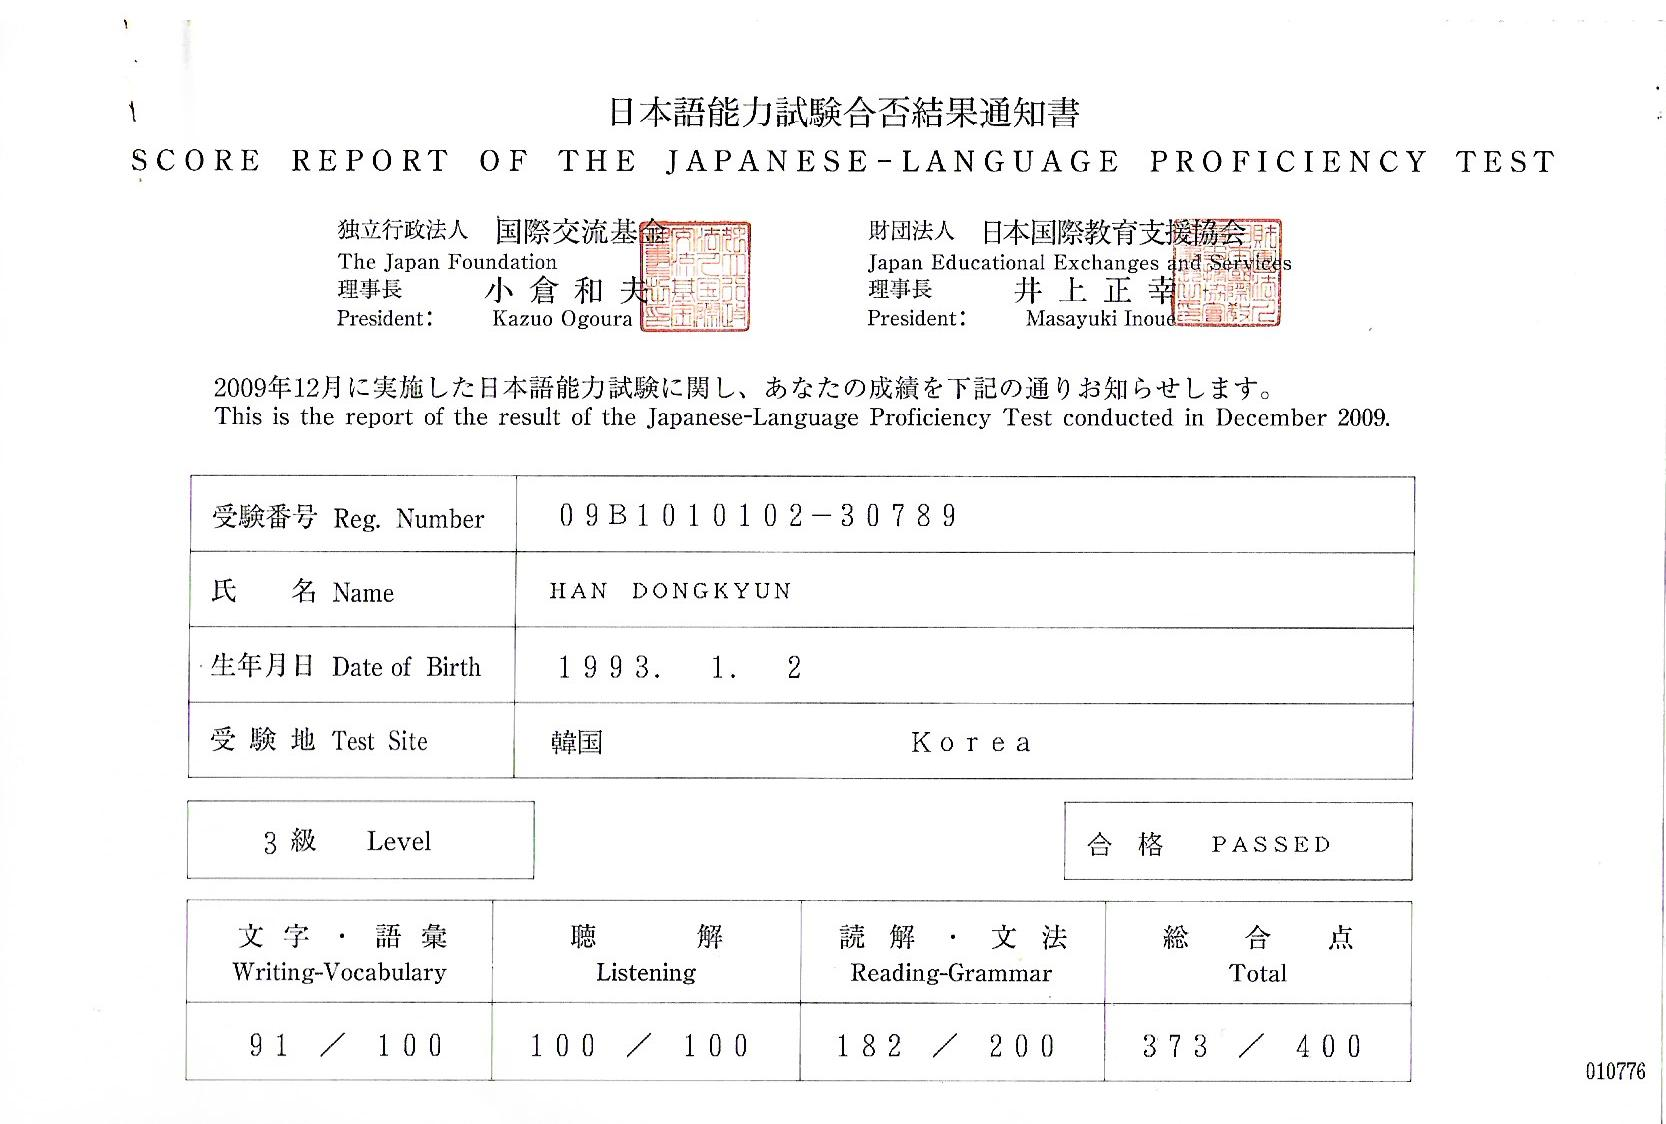 日本語能力試験合否結果通知書
SCORE REPORT OF THE JAPANESE-LANGUAGE PROFICIENCY TEST
独立行政法人 国際交流基金
The Japan Foundation
理事長 小倉和夫
President: Kazuo Ogoura
財団法人 日本国際教育支援協会
Japan Educational Exchanges and Services
理事長 井上正幸
President: Masayuki Inoue
2009年12月に実施した日本語能力試験に関し、あなたの成績を下記の通りお知らせします。
This is the report of the result of the Japanese-Language Proficiency Test conducted in December 2009.
受験番号 Reg. Number 09B1010102-30789
氏名 Name HAN DONGKYUN
生年月日 Date of Birth 1993. 1. 2
受験地 Test Site 韓国 Korea
3級 Level 合格 PASSED
文字・語彙 聴解 読解・文法 総合点
Writing-Vocabulary Listening Reading-Grammar Total
91 / 100 100 / 100 182 / 200 373 / 400
010776